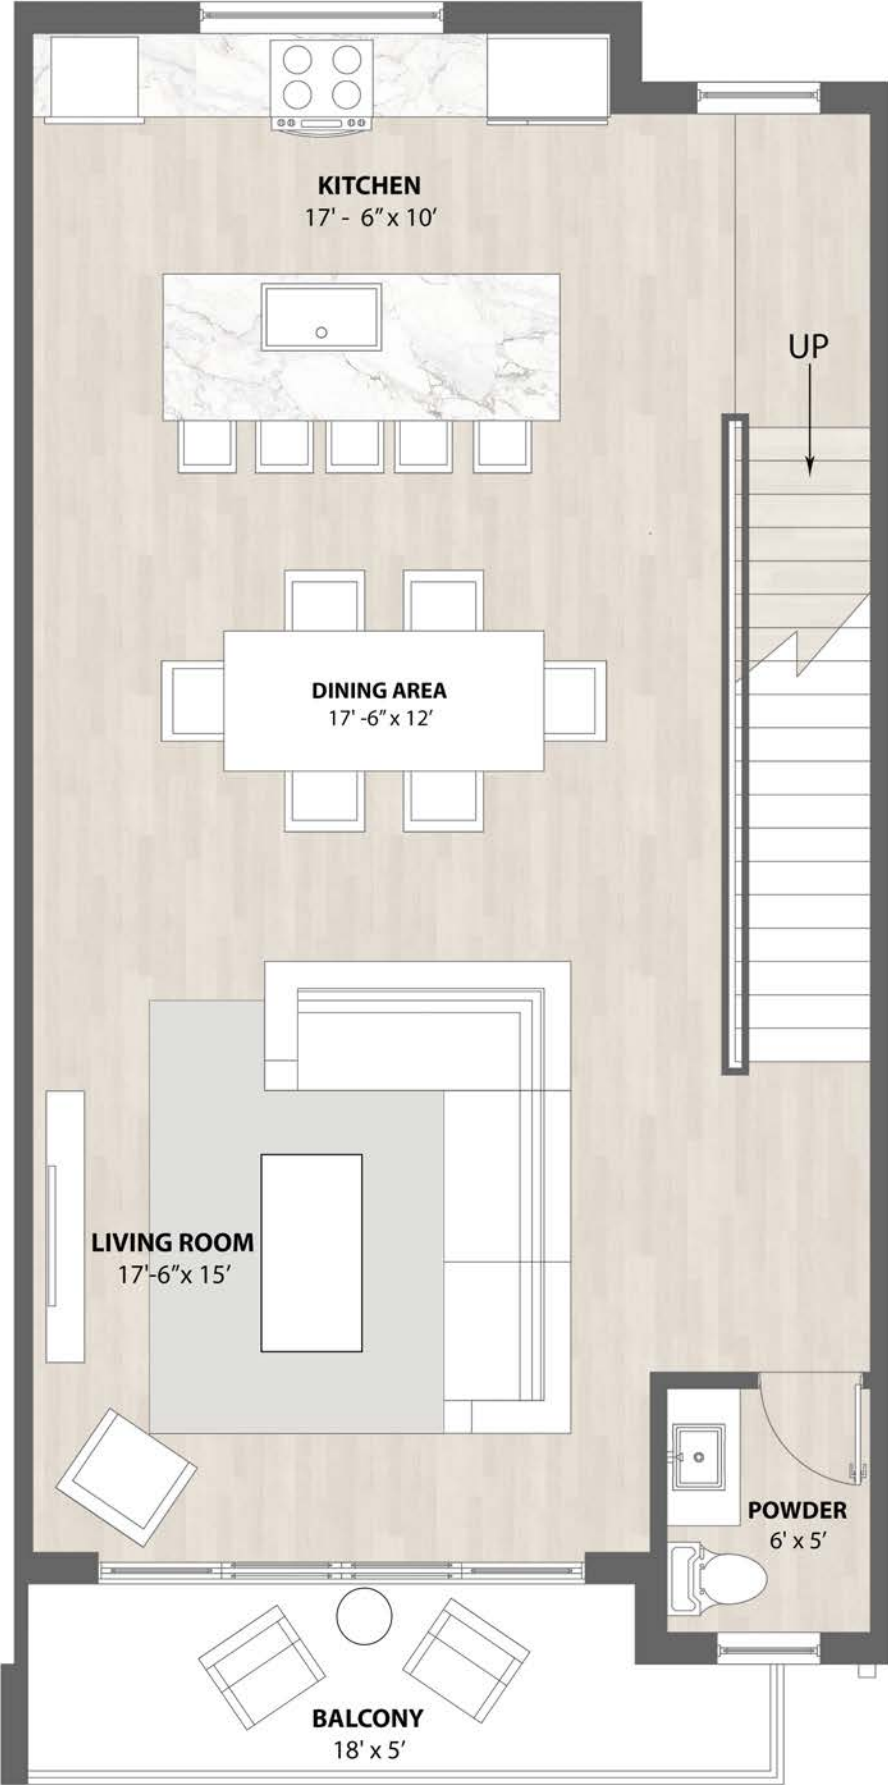 KITCHEN
17' - 6” x 10’
UP
DINING AREA
17' -6” x 12’
LIVING ROOM
17'-6”x 15’
POWDER
6' x 5’
BALCONY
18' x 5’